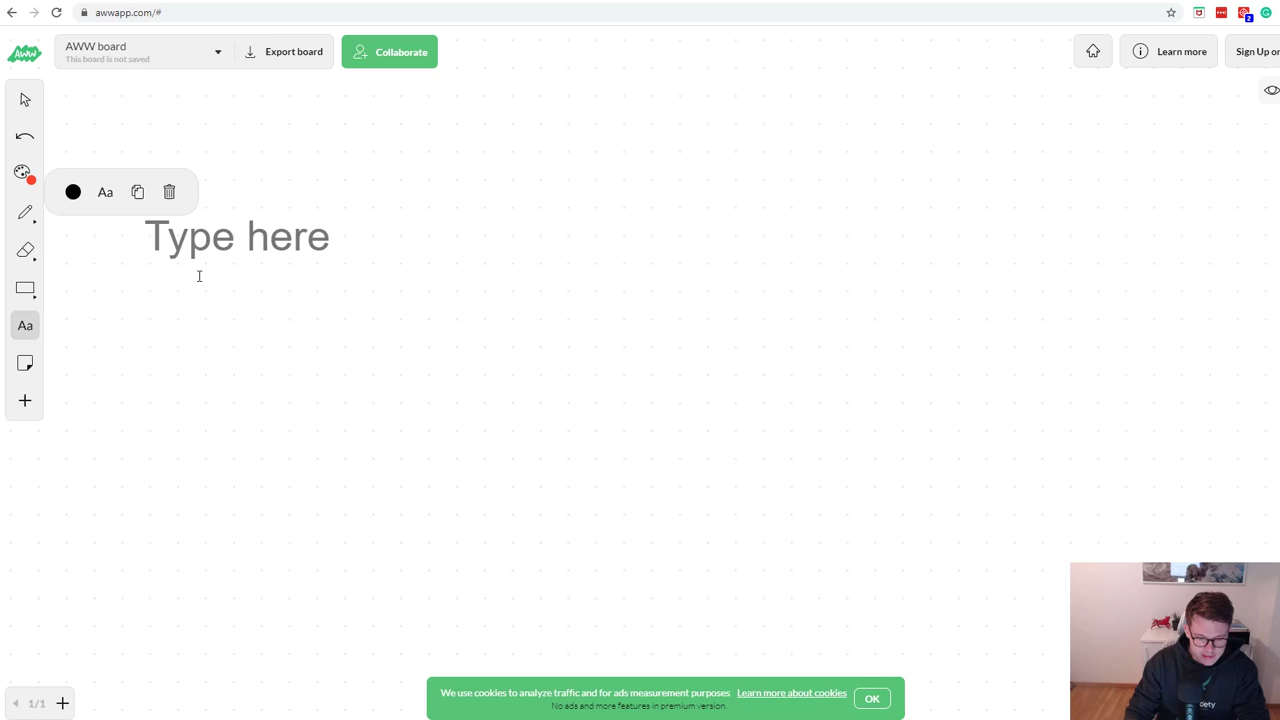 awwapp.com/#
2
AWW
AWW board
This board is not saved
Export board
Collaborate
Learn more
Sign Up or
Aa
Type here
Aa
1/1
We use cookies to analyze traffic and for ads measurement purposes Learn more about cookies
No ads and more features in premium version.
OK